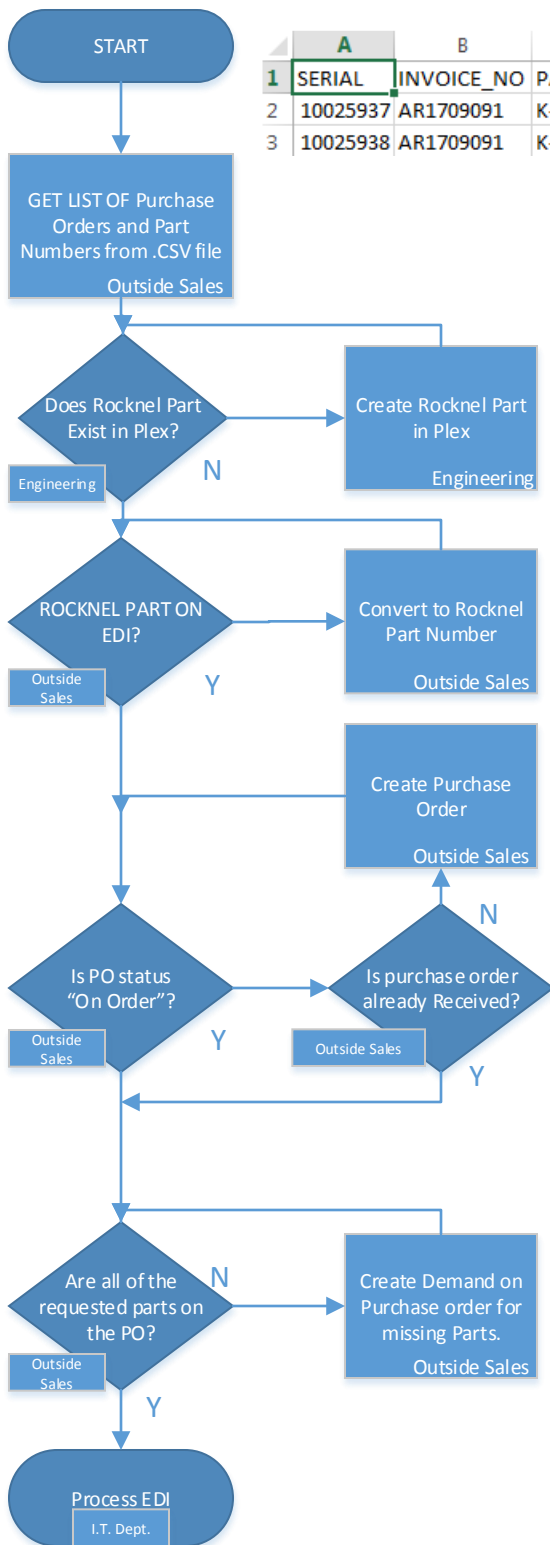 START
A B
1 SERIAL INVOICE_NO
2 10025937 AR1709091
3 10025938 AR1709091
GET LIST OF Purchase
Orders and Part
Numbers from .CSV file
Outside Sales
Does Rocknel Part
Exist in Plex?
Engineering
N
Create Rocknel Part
in Plex
Engineering
ROCKNEL PART ON
EDI?
Outside
Sales
Y
Convert to Rocknel
Part Number
Outside Sales
Create Purchase
Order
Outside Sales
N
Is PO status
"On Order"?
Outside
Sales
Y
Is purchase order
already Received?
Outside Sales
Y
Are all of the
requested parts on
the PO?
Outside
Sales
N
Y
Create Demand on
Purchase order for
missing Parts.
Outside Sales
Process EDI
I.T. Dept.